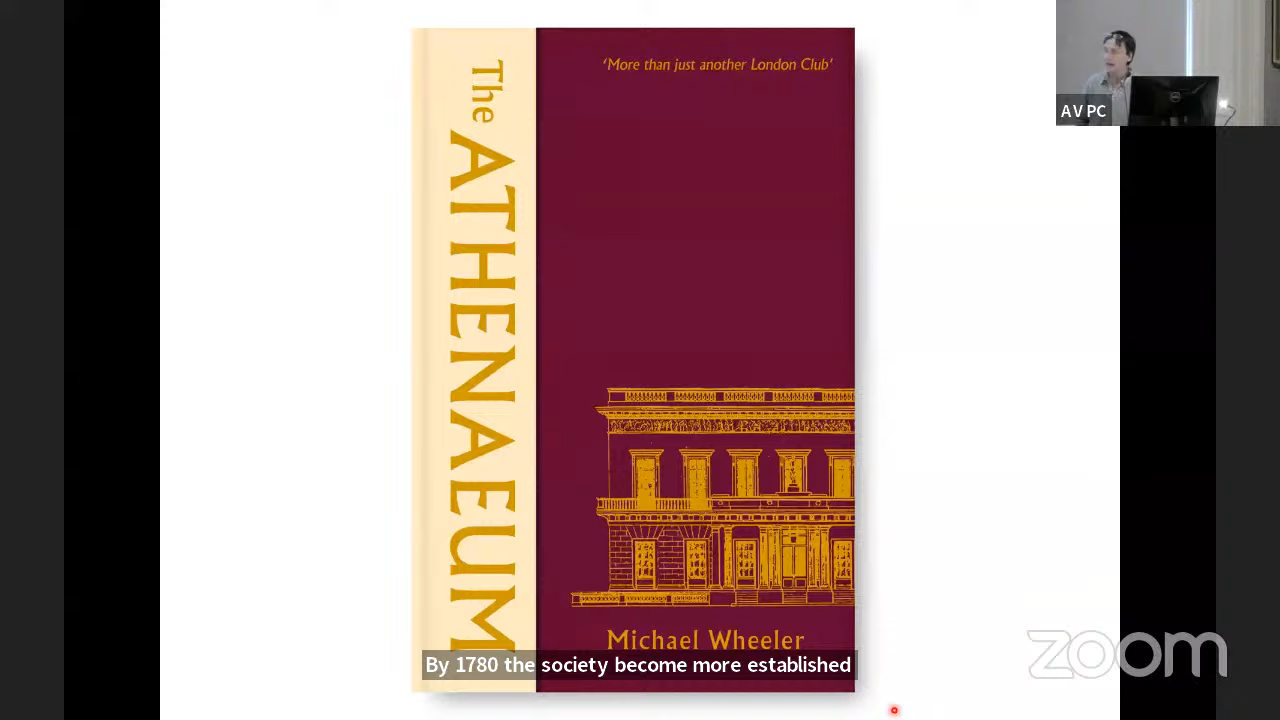 The ATHENAEUM
'More than just another London Club'
Michael Wheeler
By 1780 the society become more established
AV PC
zoom